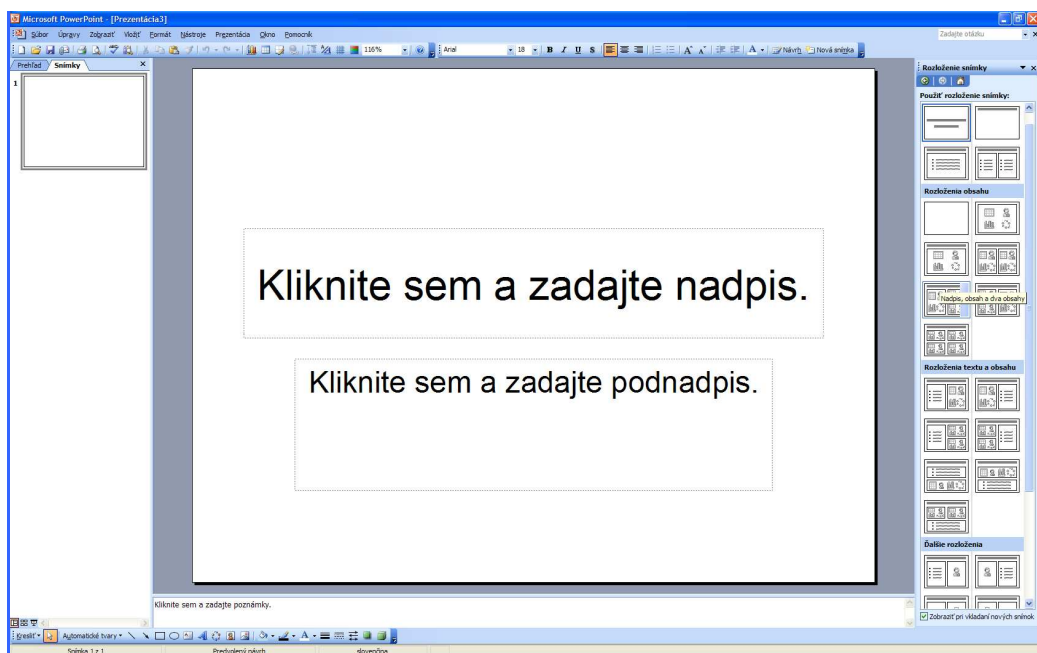 Microsoft PowerPoint - [Prezentácia3]
Súbor Úpravy Zobraziť Vložiť Formát Nástroje Prezentácia Okno Pomocník
Zadajte otázku
116% Arial 18 B I U S A A A Návrh Nová snímka
Prehľad Snímky
1
Kliknite sem a zadajte nadpis.
Kliknite sem a zadajte podnadpis.
Kliknite sem a zadajte poznámky.
Rozloženie snímky
Použiť rozloženie snímky:
Rozloženia obsahu
Nadpis, obsah a dva obsahy
Rozloženia textu a obsahu
Ďalšie rozloženia
Zobraziť pri vkladaní nových snímok
Kresliť Automatické tvary A A
Snímka 1 z 1 Predvolený návrh slovenčina